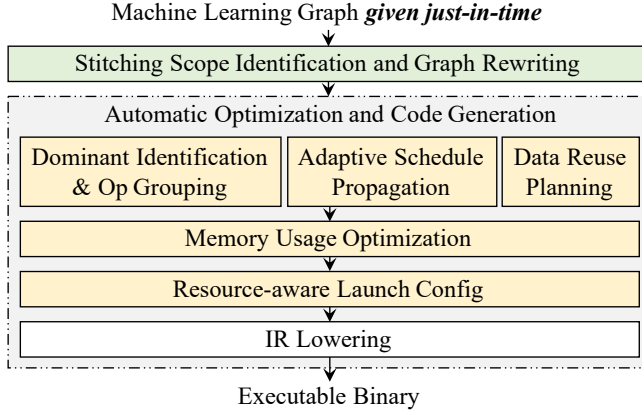 Machine Learning Graph given just-in-time
Stitching Scope Identification and Graph Rewriting
Automatic Optimization and Code Generation
Dominant Identification
& Op Grouping
Adaptive Schedule
Propagation
Data Reuse
Planning
Memory Usage Optimization
Resource-aware Launch Config
IR Lowering
Executable Binary